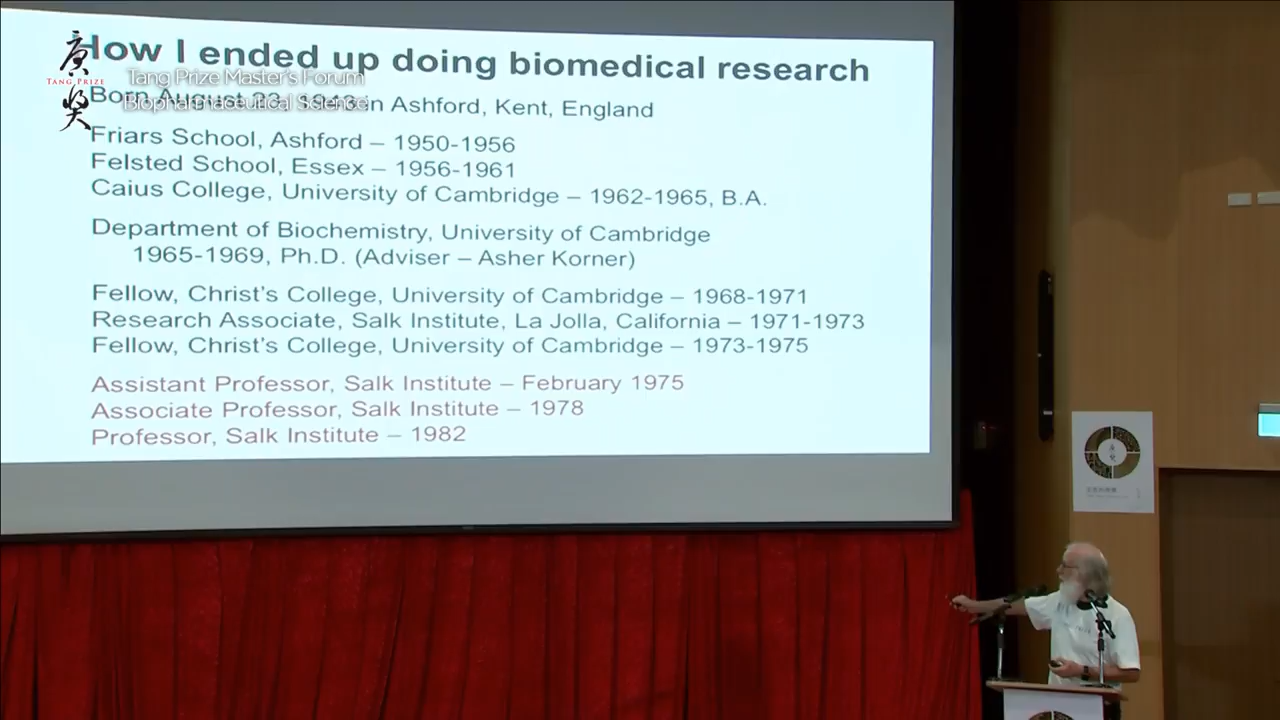 How I ended up doing biomedical research
唐獎
TANG PRIZE
Tang Prize Master's Forum
Biopharmaceutical Science
Born August 23, 1943 in Ashford, Kent, England
Friars School, Ashford – 1950-1956
Felsted School, Essex – 1956-1961
Caius College, University of Cambridge – 1962-1965, B.A.
Department of Biochemistry, University of Cambridge
1965-1969, Ph.D. (Adviser – Asher Korner)
Fellow, Christ's College, University of Cambridge – 1968-1971
Research Associate, Salk Institute, La Jolla, California – 1971-1973
Fellow, Christ's College, University of Cambridge – 1973-1975
Assistant Professor, Salk Institute – February 1975
Associate Professor, Salk Institute – 1978
Professor, Salk Institute – 1982